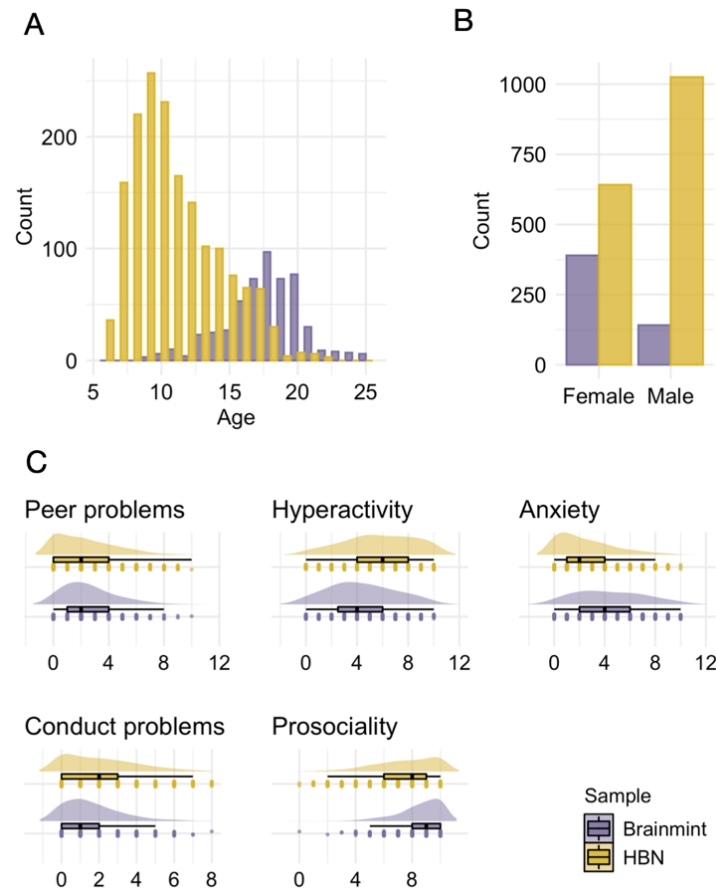 A
Count
200
100
0
5 10 15 20 25
Age
B
Count
1000
750
500
250
0
Female Male
C
Peer problems
0 4 8 12
Hyperactivity
0 4 8 12
Anxiety
0 4 8 12
Conduct problems
0 2 4 6 8
Prosociality
0 4 8
Sample
Brainmint
HBN